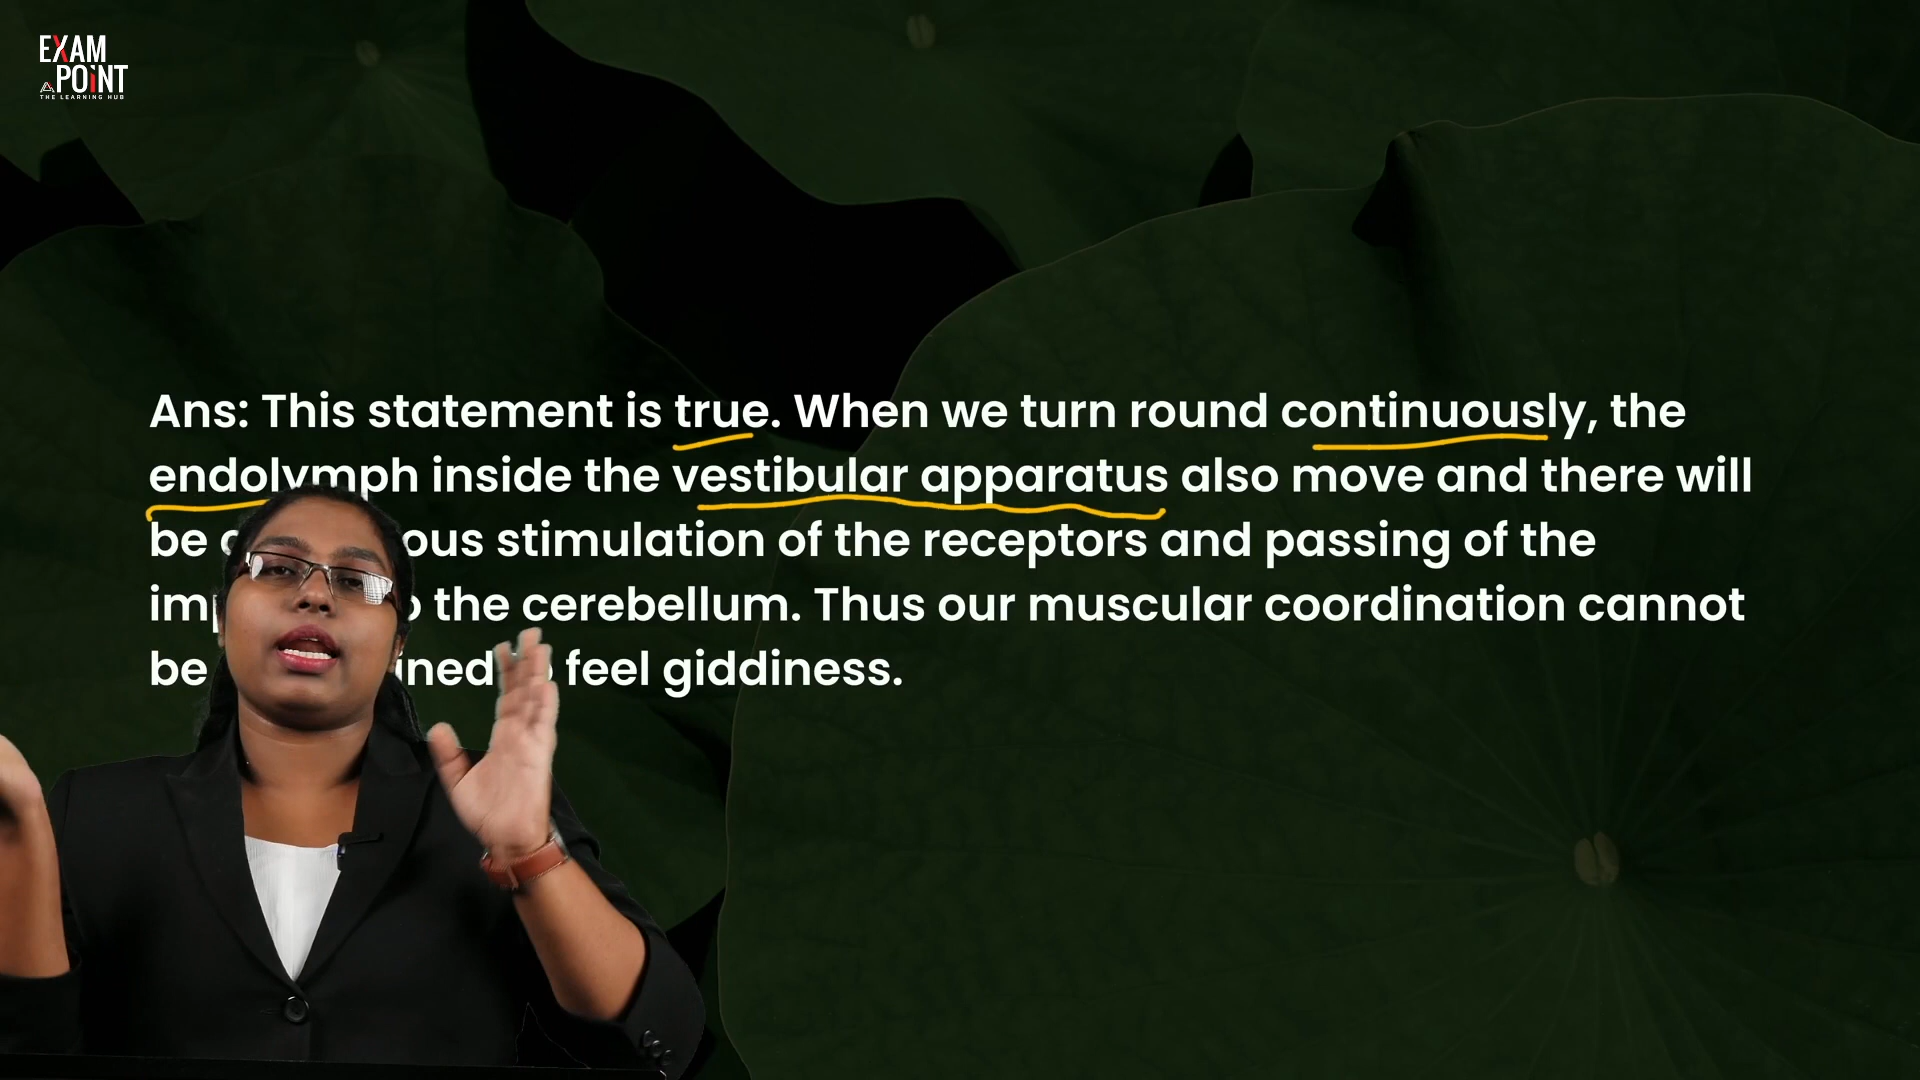 EXAM
POINT
THE LEARNING HUB
Ans: This statement is true. When we turn round continuously, the
endolymph inside the vestibular apparatus also move and there will
be ous stimulation of the receptors and passing of the
imp the cerebellum. Thus our muscular coordination cannot
be ined feel giddiness.